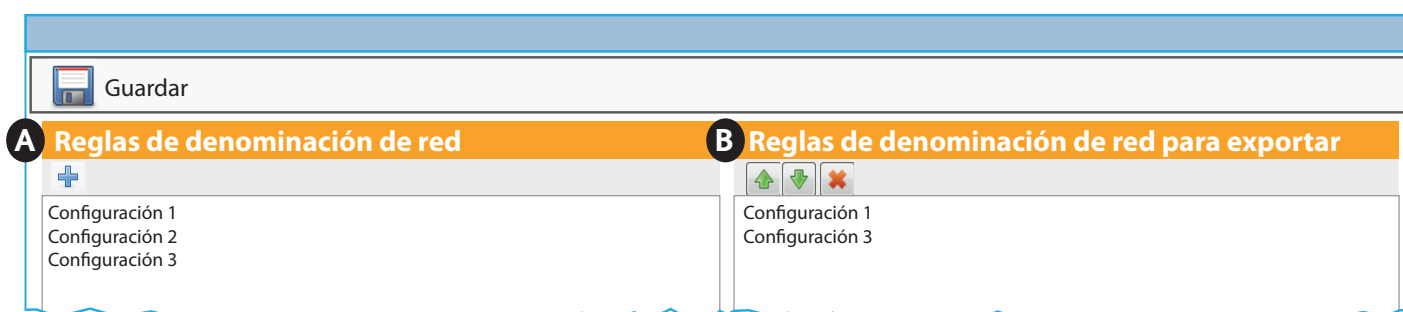 Guardar
A Reglas de denominación de red
B Reglas de denominación de red para exportar
Configuración 1
Configuración 2
Configuración 3
Configuración 1
Configuración 3